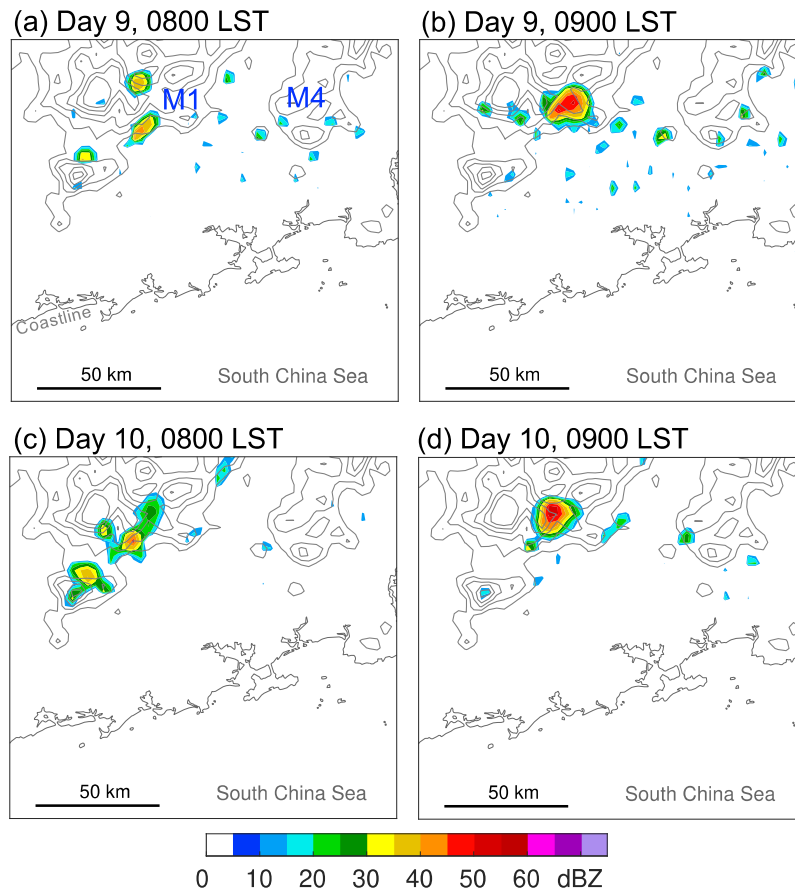 (a) Day 9, 0800 LST
(b) Day 9, 0900 LST
M1
M4
Coastline
50 km
South China Sea
50 km
South China Sea
(c) Day 10, 0800 LST
(d) Day 10, 0900 LST
50 km
South China Sea
50 km
South China Sea
0 10 20 30 40 50 60 dBZ